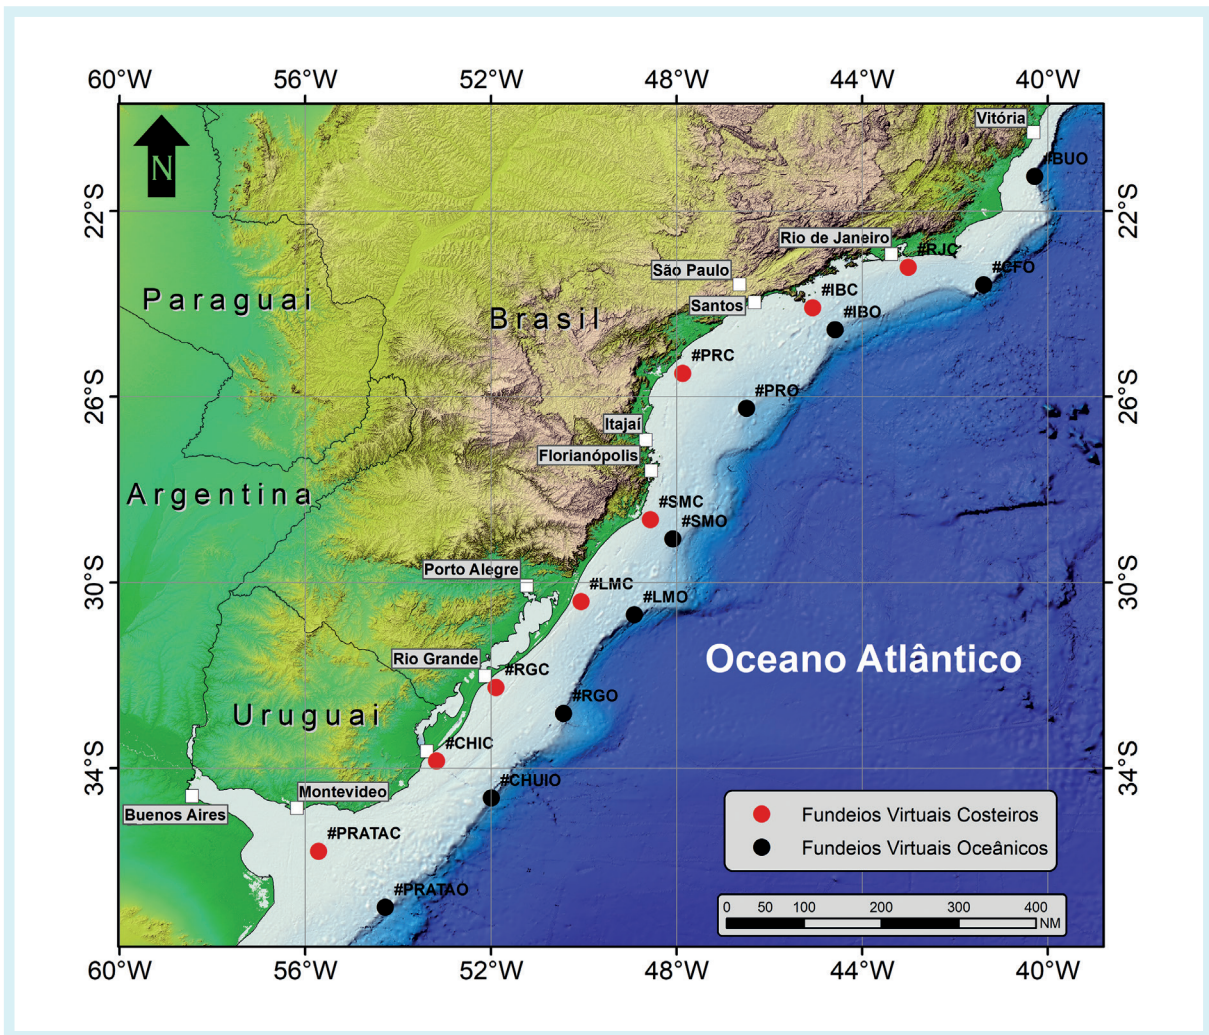 60°W 56°W 52°W 48°W 44°W 40°W
N
Vitória
#BUO
22°S 22°S
Rio de Janeiro
#RJC
#CFO
São Paulo
Santos
#IBC
#IBO
Paraguai
Brasil
#PRC
#PRO
26°S 26°S
Itajaí
Florianópolis
Argentina
#SMC
#SMO
Porto Alegre
30°S 30°S
#LMC
#LMO
Oceano Atlântico
Rio Grande
#RGC
#RGO
Uruguai
#CHIC
34°S 34°S
#CHUIO
Montevideo
Buenos Aires
#PRATAC
#PRATAO
Fundeios Virtuais Costeiros
Fundeios Virtuais Oceânicos
0 50 100 200 300 400
NM
60°W 56°W 52°W 48°W 44°W 40°W